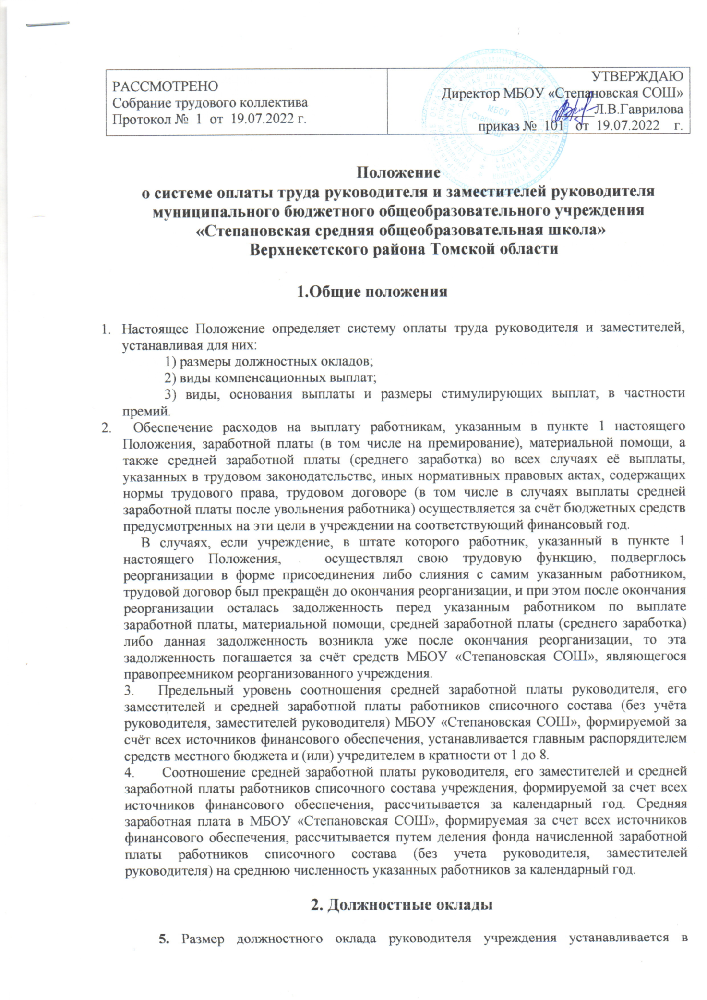 РАССМОТРЕНО
Собрание трудового коллектива
Протокол № 1 от 19.07.2022 г.
УТВЕРЖДАЮ
Директор МБОУ «Степановская СОШ»
Л.В.Гаврилова
приказ № 101 от 19.07.2022 г.
МБОУ
Положение
о системе оплаты труда руководителя и заместителей руководителя
муниципального бюджетного общеобразовательного учреждения
«Степановская средняя общеобразовательная школа»
Верхнекетского района Томской области
1.Общие положения
1. Настоящее Положение определяет систему оплаты труда руководителя и заместителей,
устанавливая для них:
1) размеры должностных окладов;
2) виды компенсационных выплат;
3) виды, основания выплаты и размеры стимулирующих выплат, в частности
премий.
2. Обеспечение расходов на выплату работникам, указанным в пункте 1 настоящего
Положения, заработной платы (в том числе на премирование), материальной помощи, а
также средней заработной платы (среднего заработка) во всех случаях её выплаты,
указанных в трудовом законодательстве, иных нормативных правовых актах, содержащих
нормы трудового права, трудовом договоре (в том числе в случаях выплаты средней
заработной платы после увольнения работника) осуществляется за счёт бюджетных средств
предусмотренных на эти цели в учреждении на соответствующий финансовый год.
В случаях, если учреждение, в штате которого работник, указанный в пункте 1
настоящего Положения, осуществлял свою трудовую функцию, подверглось
реорганизации в форме присоединения либо слияния с самим указанным работником,
трудовой договор был прекращён до окончания реорганизации, и при этом после окончания
реорганизации осталась задолженность перед указанным работником по выплате
заработной платы, материальной помощи, средней заработной платы (среднего заработка)
либо данная задолженность возникла уже после окончания реорганизации, то эта
задолженность погашается за счёт средств МБОУ «Степановская СОШ», являющегося
правопреемником реорганизованного учреждения.
3. Предельный уровень соотношения средней заработной платы руководителя, его
заместителей и средней заработной платы работников списочного состава (без учёта
руководителя, заместителей руководителя) МБОУ «Степановская СОШ», формируемой за
счёт всех источников финансового обеспечения, устанавливается главным распорядителем
средств местного бюджета и (или) учредителем в кратности от 1 до 8.
4. Соотношение средней заработной платы руководителя, его заместителей и средней
заработной платы работников списочного состава учреждения, формируемой за счет всех
источников финансового обеспечения, рассчитывается за календарный год. Средняя
заработная плата в МБОУ «Степановская СОШ», формируемая за счет всех источников
финансового обеспечения, рассчитывается путем деления фонда начисленной заработной
платы работников списочного состава (без учета руководителя, заместителей
руководителя) на среднюю численность указанных работников за календарный год.
2. Должностные оклады
5. Размер должностного оклада руководителя учреждения устанавливается в